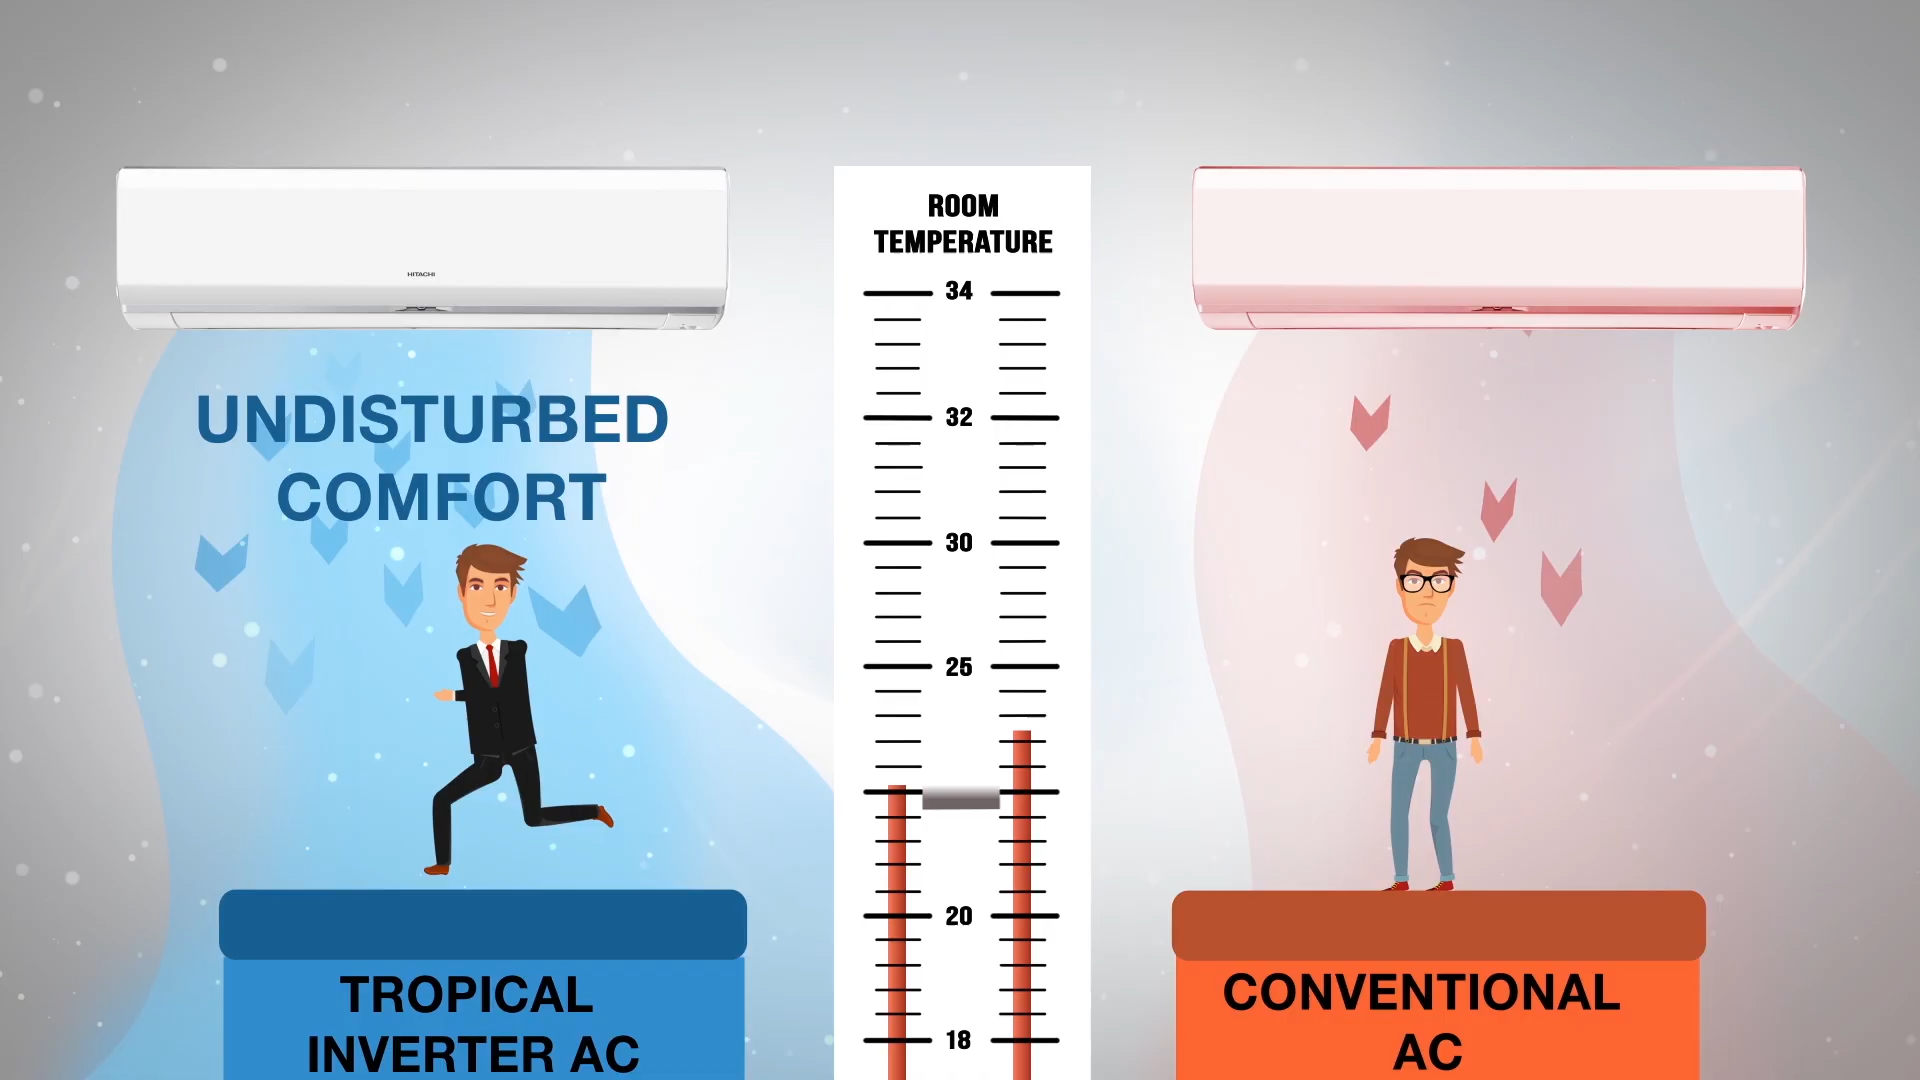 HITACHI
UNDISTURBED
COMFORT
ROOM
TEMPERATURE
34
32
30
25
20
18
TROPICAL
INVERTER AC
CONVENTIONAL
AC